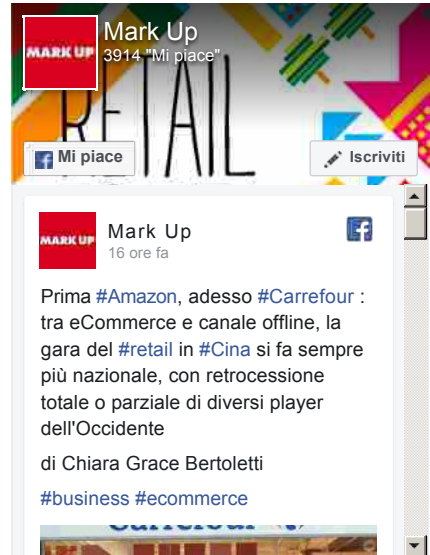 Mark Up
MARK UP
3914 "Mi piace"
RETAIL
Mi piace
Iscriviti
MARK UP
Mark Up
16 ore fa
Prima #Amazon, adesso #Carrefour :
tra eCommerce e canale offline, la
gara del #retail in #Cina si fa sempre
più nazionale, con retrocessione
totale o parziale di diversi player
dell'Occidente
di Chiara Grace Bertoletti
#business #ecommerce
Carrefour